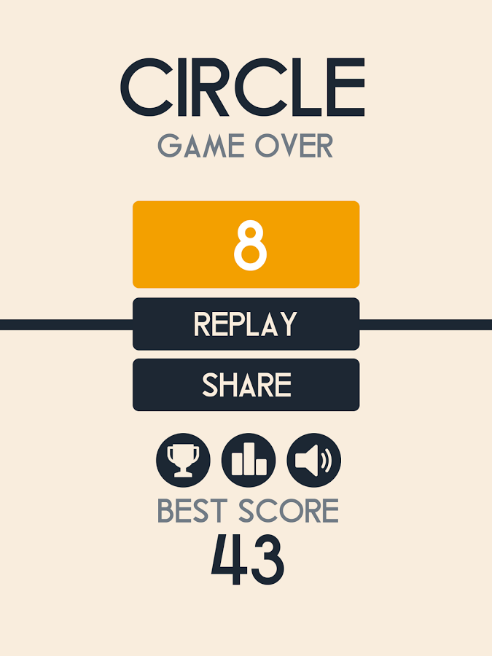 CIRCLE
GAME OVER
8
REPLAY
SHARE
BEST SCORE
43